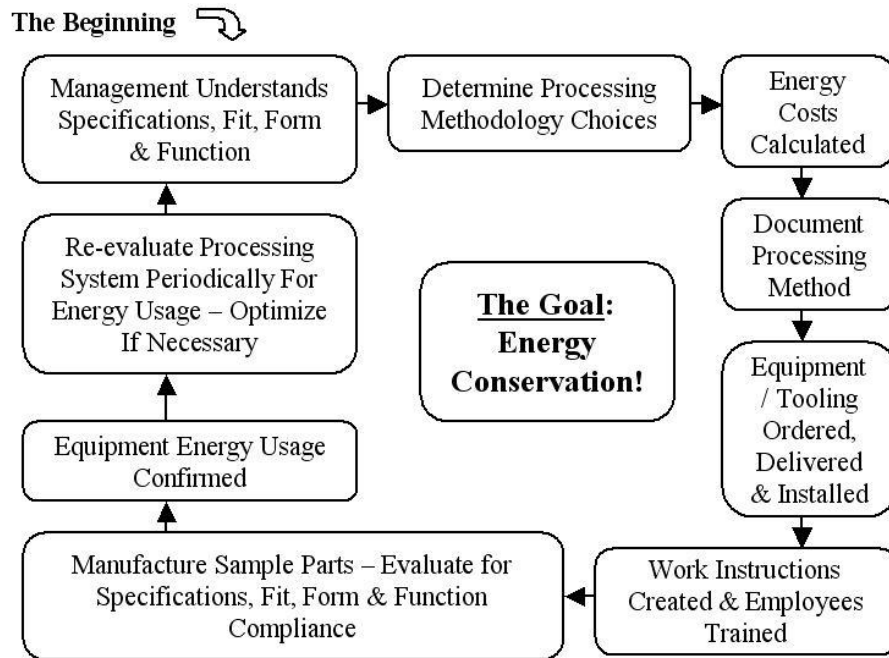 The Beginning
Management Understands
Specifications, Fit, Form
& Function
Determine Processing
Methodology Choices
Energy
Costs
Calculated
Document
Processing
Method
Equipment
/ Tooling
Ordered,
Delivered
& Installed
Work Instructions
Created & Employees
Trained
Manufacture Sample Parts – Evaluate for
Specifications, Fit, Form & Function
Compliance
Equipment Energy Usage
Confirmed
Re-evaluate Processing
System Periodically For
Energy Usage – Optimize
If Necessary
The Goal:
Energy
Conservation!